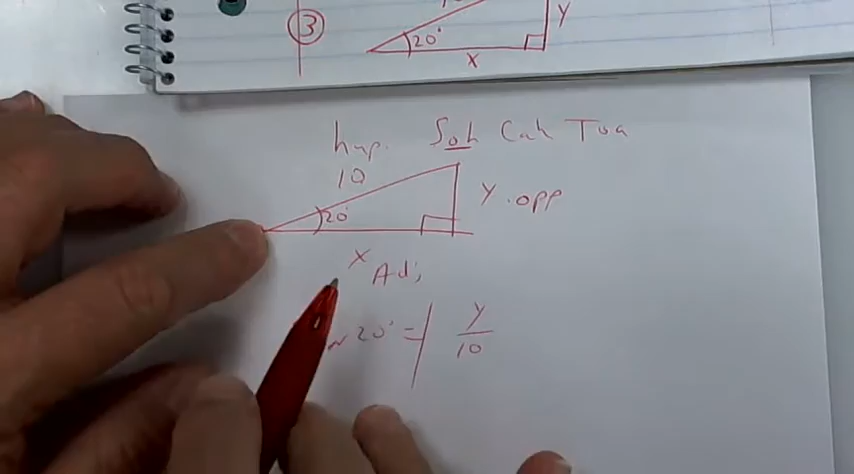 3
20°
Y
X
hyp. Soh Cah Toa
10
20°
Y . opp
X
Adj
20° = Y
10